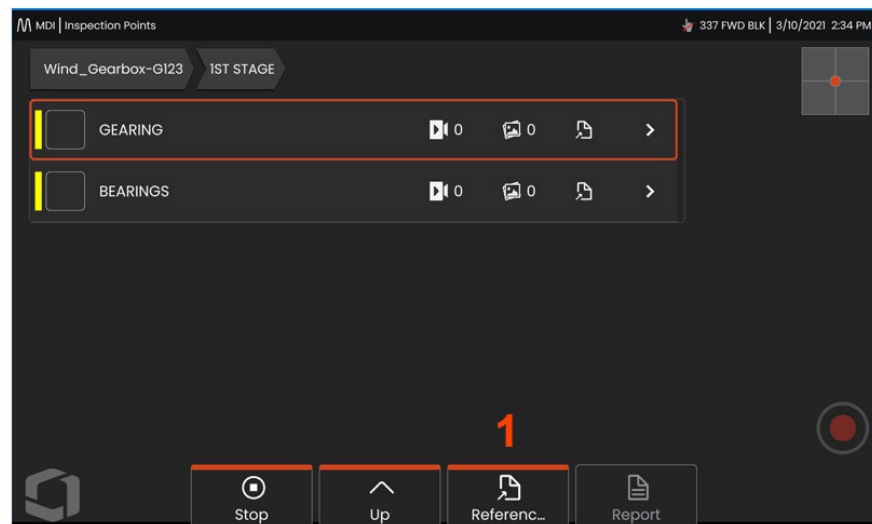 MDI | Inspection Points
337 FWD BLK | 3/10/2021 2:34 PM
Wind_Gearbox-G123
1ST STAGE
GEARING 0 0
BEARINGS 0 0
1
Stop
Up
Referenc...
Report